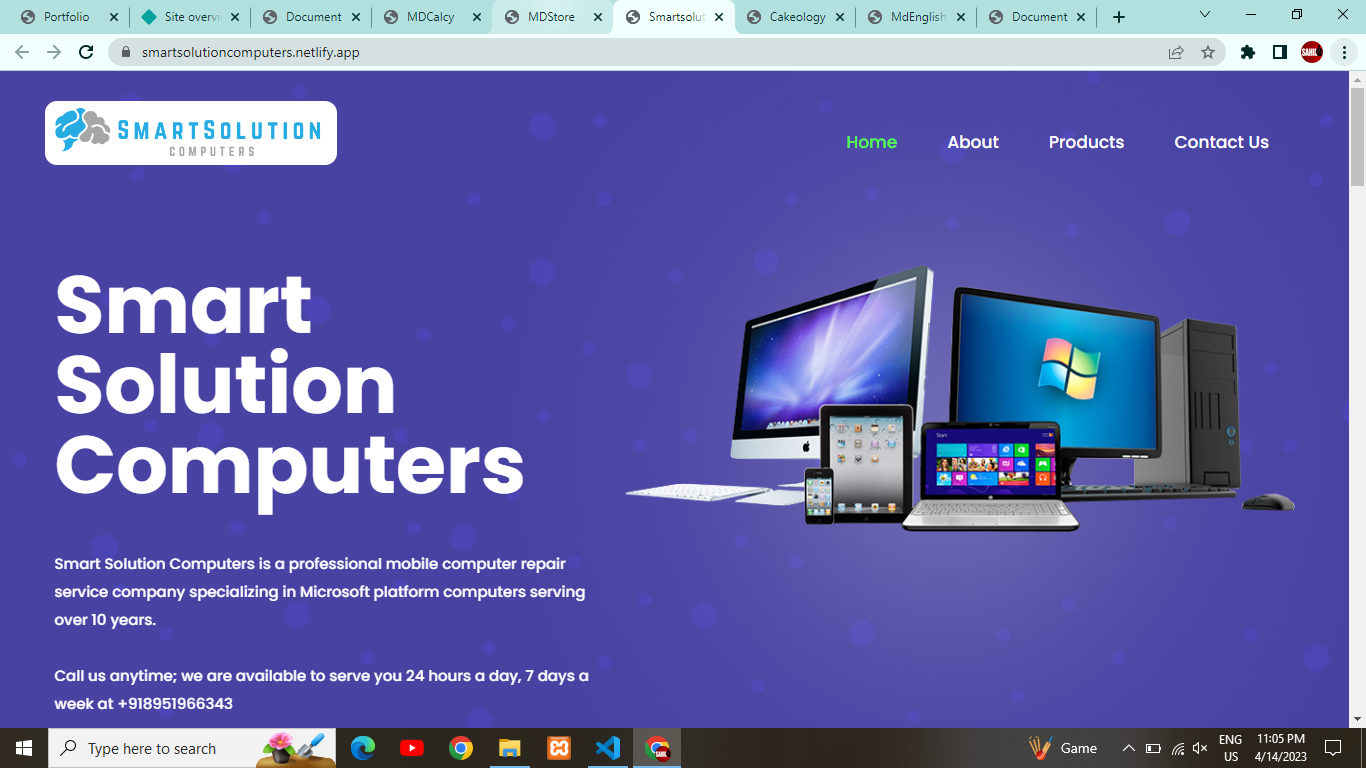 Portfolio
Site overvi
Document
MDCalcy
MDStore
Smartsolut
Cakeology
MdEnglish
Document
smartsolutioncomputers.netlify.app
SAHIL
SmartSolution
COMPUTERS
Home
About
Products
Contact Us
Smart
Solution
Computers
Start
Smart Solution Computers is a professional mobile computer repair
service company specializing in Microsoft platform computers serving
over 10 years.
Call us anytime; we are available to serve you 24 hours a day, 7 days a
week at +918951966343
Type here to search
Game
ENG
US
11:05 PM
4/14/2023